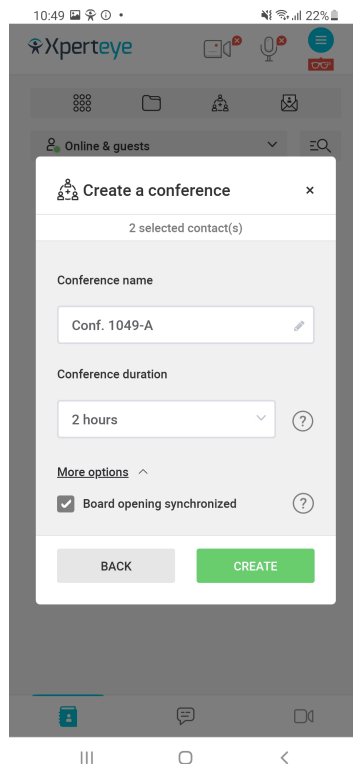 10:49
22%
Xperteye
Online & guests
Create a conference
×
2 selected contact(s)
Conference name
Conf. 1049-A
Conference duration
2 hours
?
More options
Board opening synchronized
?
BACK
CREATE